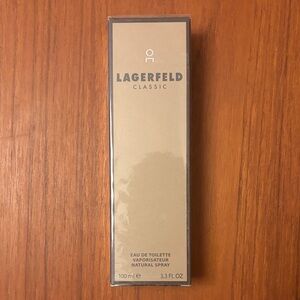 LAGERFELD
CLASSIC
EAU DE TOILETTE
VAPORISATEUR
NATURAL SPRAY
100 ml e 3,3 FL.OZ